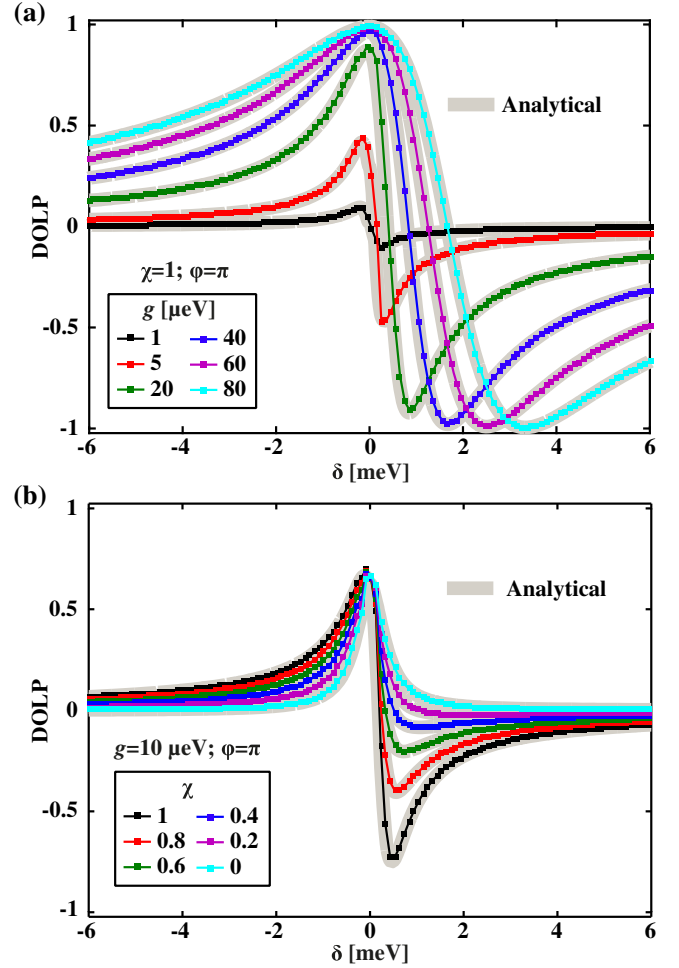 (a)
1
0.5
0
-0.5
-1
DOLP
Analytical
χ=1; φ=π
g [μeV]
1 40
5 60
20 80
-6 -4 -2 0 2 4 6
δ [meV]
(b)
1
0.5
0
-0.5
-1
DOLP
Analytical
g=10 μeV; φ=π
χ
1 0.4
0.8 0.2
0.6 0
-6 -4 -2 0 2 4 6
δ [meV]